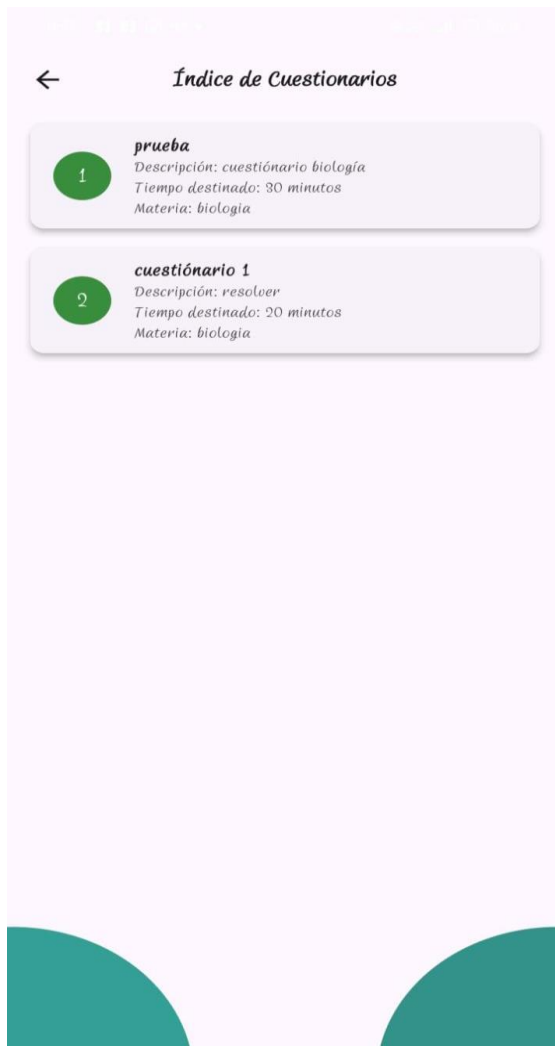 Índice de Cuestionarios
prueba
1
Descripción: cuestiónario biología
Tiempo destinado: 30 minutos
Materia: biologia
cuestiónario 1
2
Descripción: resolver
Tiempo destinado: 20 minutos
Materia: biologia